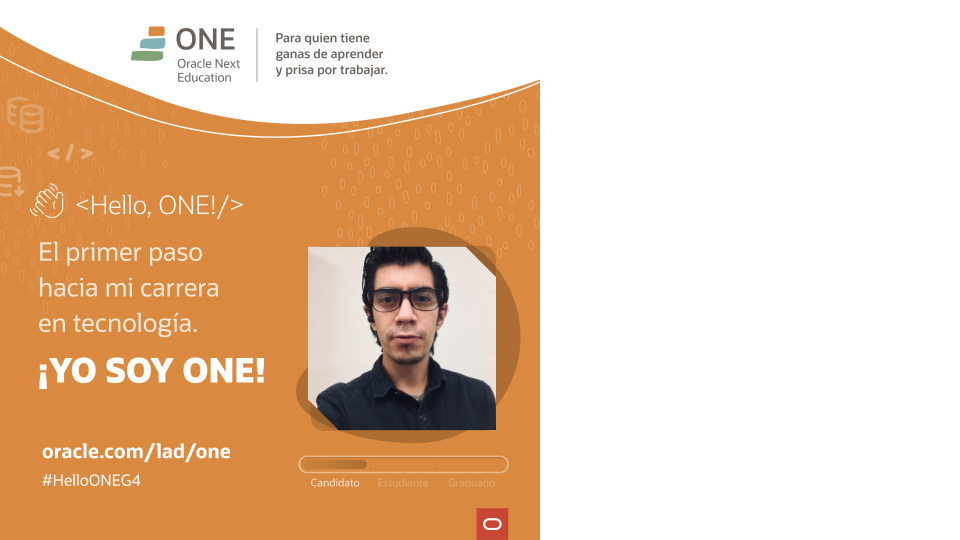 ONE
Oracle Next
Education
Para quien tiene
ganas de aprender
y prisa por trabajar.
</>
<Hello, ONE!/>
El primer paso
hacia mi carrera
en tecnología.
¡YO SOY ONE!
oracle.com/lad/one
#HelloONEG4
Candidato Estudiante Graduado